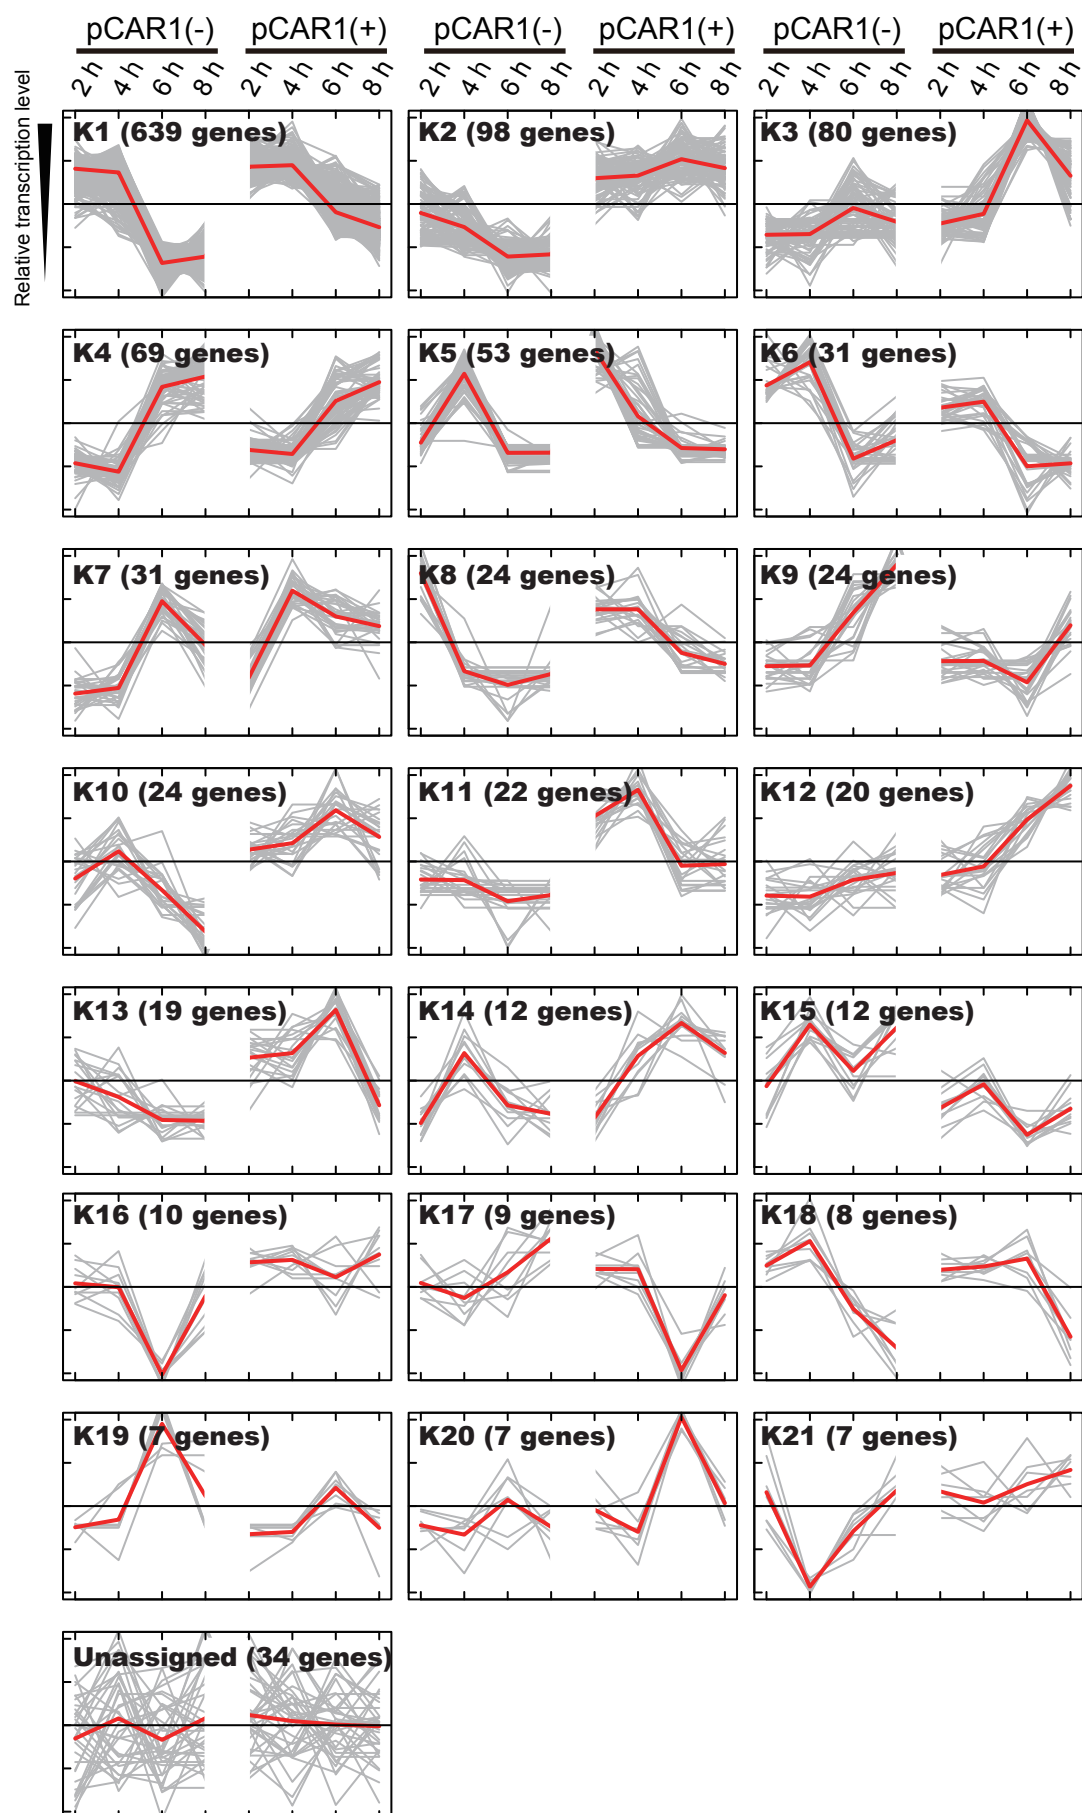 pCAR1(-) pCAR1(+) pCAR1(-) pCAR1(+) pCAR1(-) pCAR1(+)
2 h 4 h 6 h 8 h 2 h 4 h 6 h 8 h 2 h 4 h 6 h 8 h 2 h 4 h 6 h 8 h 2 h 4 h 6 h 8 h 2 h 4 h 6 h 8 h
Relative transcription level
K1 (639 genes) K2 (98 genes) K3 (80 genes)
K4 (69 genes) K5 (53 genes) K6 (31 genes)
K7 (31 genes) K8 (24 genes) K9 (24 genes)
K10 (24 genes) K11 (22 genes) K12 (20 genes)
K13 (19 genes) K14 (12 genes) K15 (12 genes)
K16 (10 genes) K17 (9 genes) K18 (8 genes)
K19 (7 genes) K20 (7 genes) K21 (7 genes)
Unassigned (34 genes)